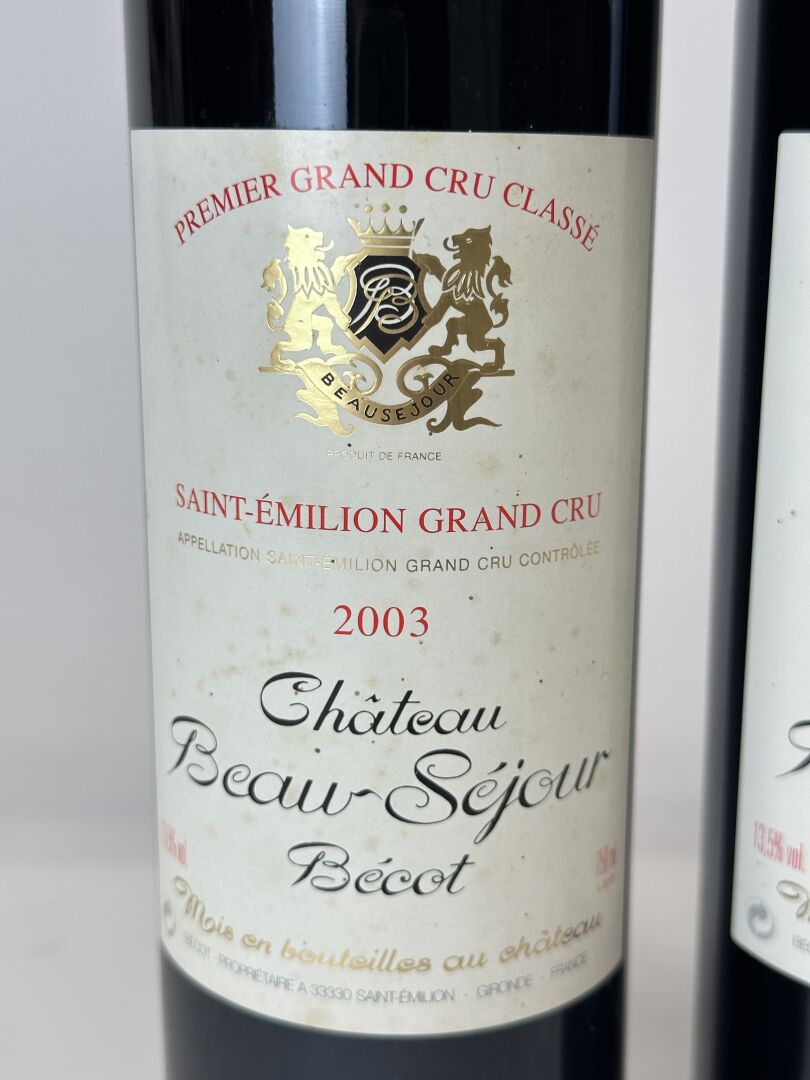 PREMIER GRAND CRU CLASSÉ
BEAUSEJOUR
PRODUIT DE FRANCE
SAINT-ÉMILION GRAND CRU
APPELLATION SAINT-ÉMILION GRAND CRU CONTRÔLÉE
2003
Château
Beau-Séjour
Bécot
750 ml
Mis en bouteilles au château
BÉCOT - PROPRIÉTAIRE A 33330 SAINT-ÉMILION - GIRONDE - FRANCE
13,5% vol.